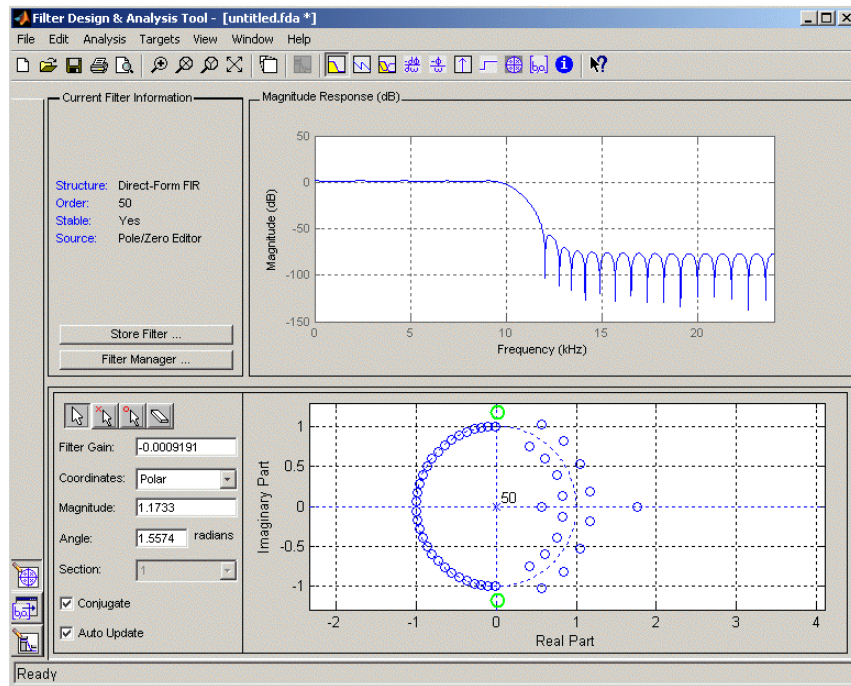 Filter Design & Analysis Tool - [untitled.fda *]
File Edit Analysis Targets View Window Help
Current Filter Information
Structure: Direct-Form FIR
Order: 50
Stable: Yes
Source: Pole/Zero Editor
Store Filter ...
Filter Manager ...
Magnitude Response (dB)
50
0
-50
-100
-150
Magnitude (dB)
0 5 10 15 20
Frequency (kHz)
Filter Gain: -0.0009191
Coordinates: Polar
Magnitude: 1.1733
Angle: 1.5574 radians
Section: 1
Conjugate
Auto Update
1
0.5
0
-0.5
-1
Imaginary Part
50
-2 -1 0 1 2 3 4
Real Part
Ready